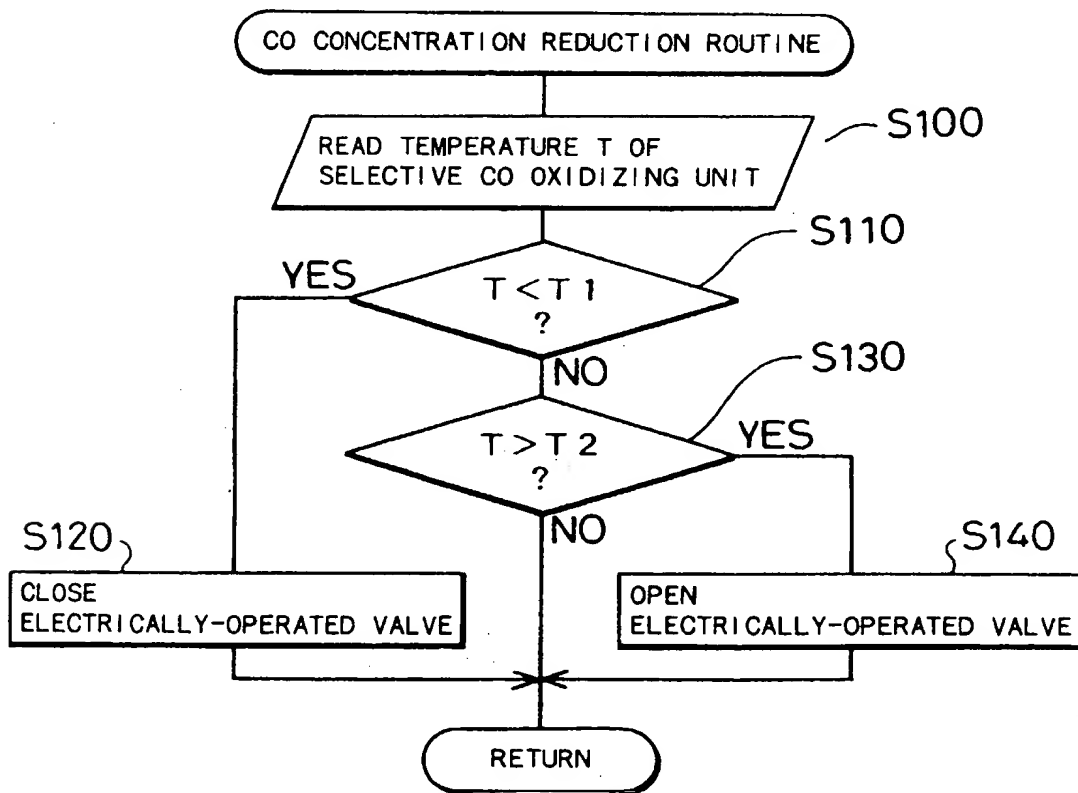 CO CONCENTRATION REDUCTION ROUTINE
READ TEMPERATURE T OF
SELECTIVE CO OXIDIZING UNIT
S100
S110
YES
T < T 1
?
NO
S130
T > T 2
?
YES
NO
S120
CLOSE
ELECTRICALLY-OPERATED VALVE
S140
OPEN
ELECTRICALLY-OPERATED VALVE
RETURN